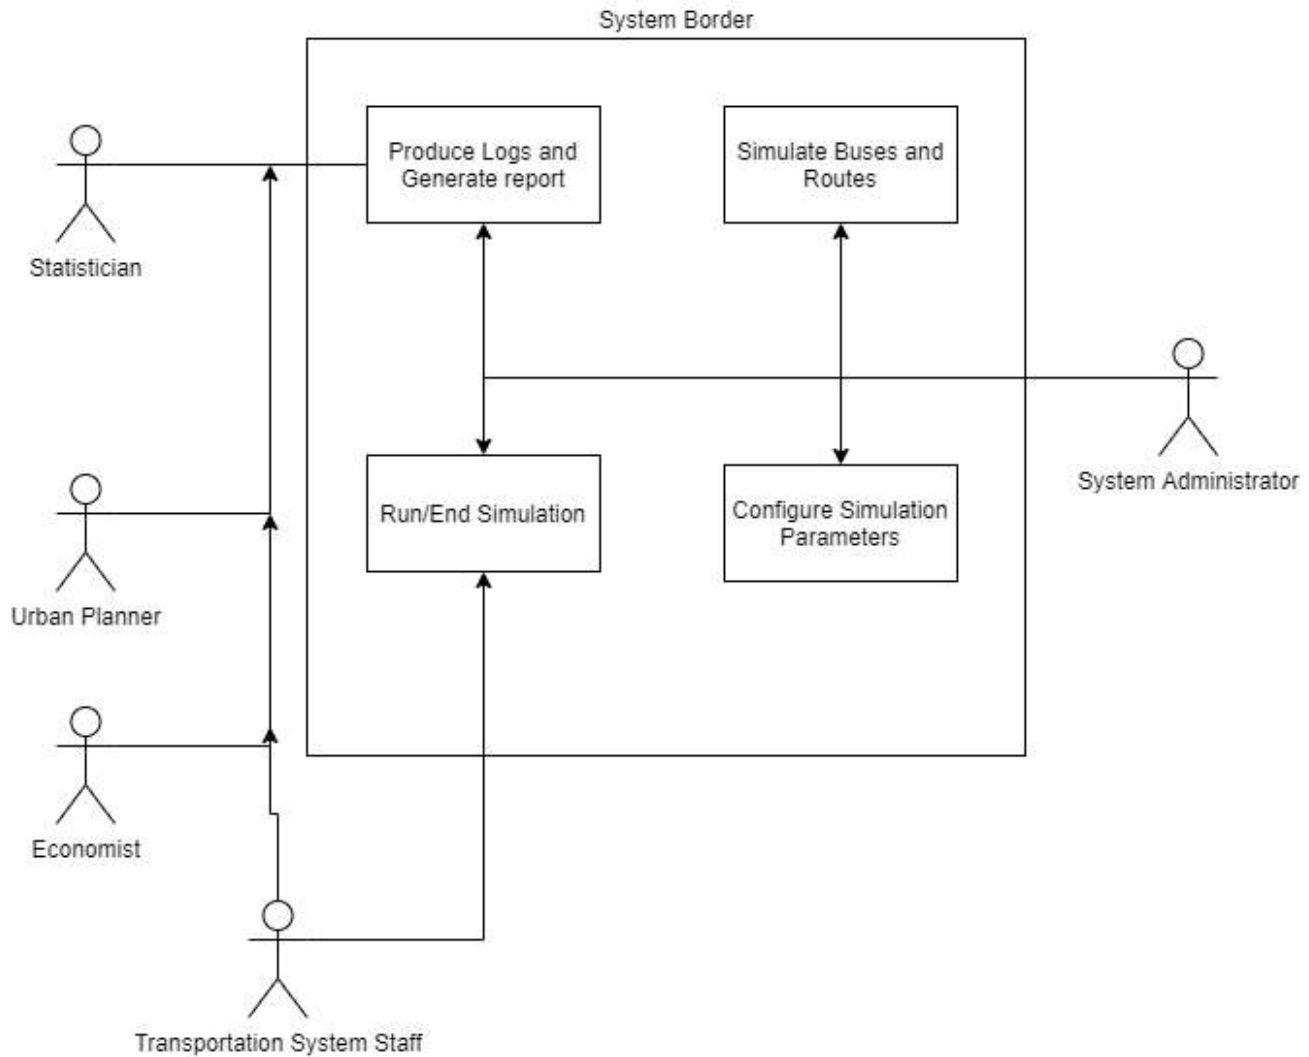 System Border
Produce Logs and
Generate report
Simulate Buses and
Routes
Statistician
System Administrator
Run/End Simulation
Configure Simulation
Parameters
Urban Planner
Economist
Transportation System Staff